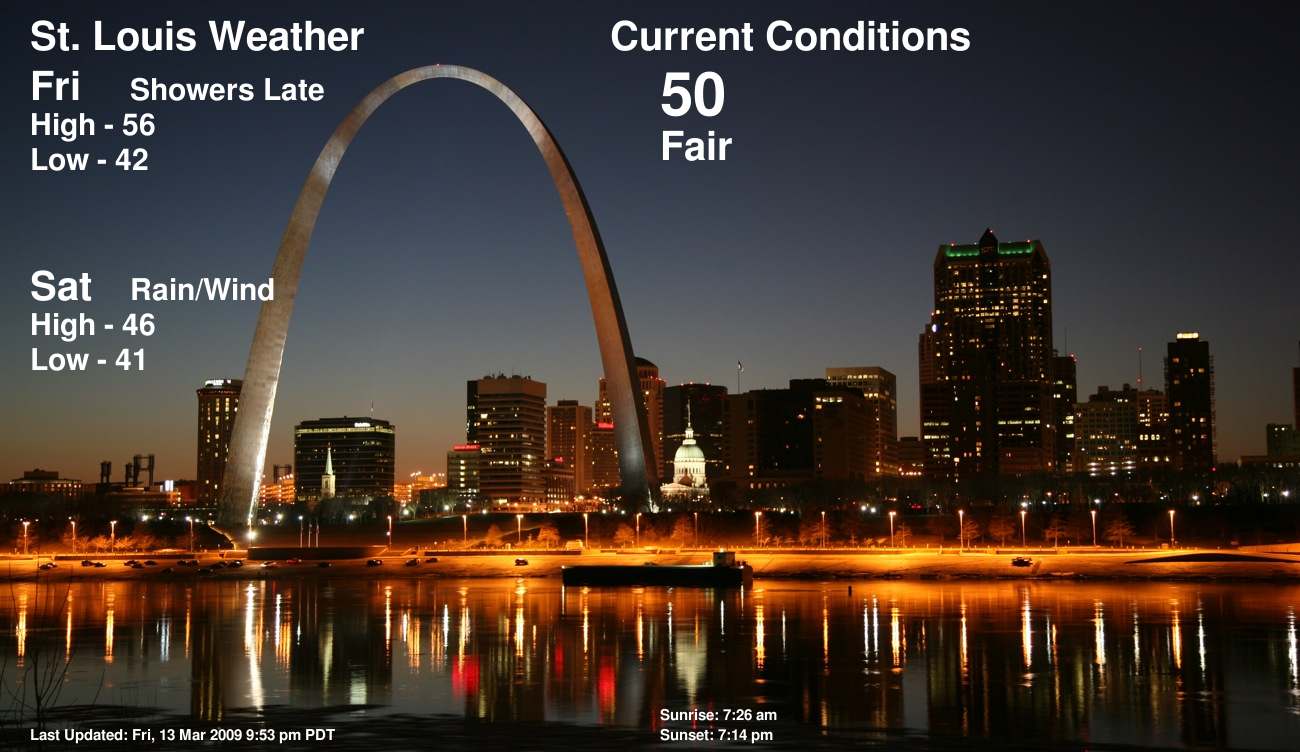 St. Louis Weather
Fri Showers Late
High - 56
Low - 42
Sat Rain/Wind
High - 46
Low - 41
Current Conditions
50
Fair
Sunrise: 7:26 am
Sunset: 7:14 pm
Last Updated: Fri, 13 Mar 2009 9:53 pm PDT